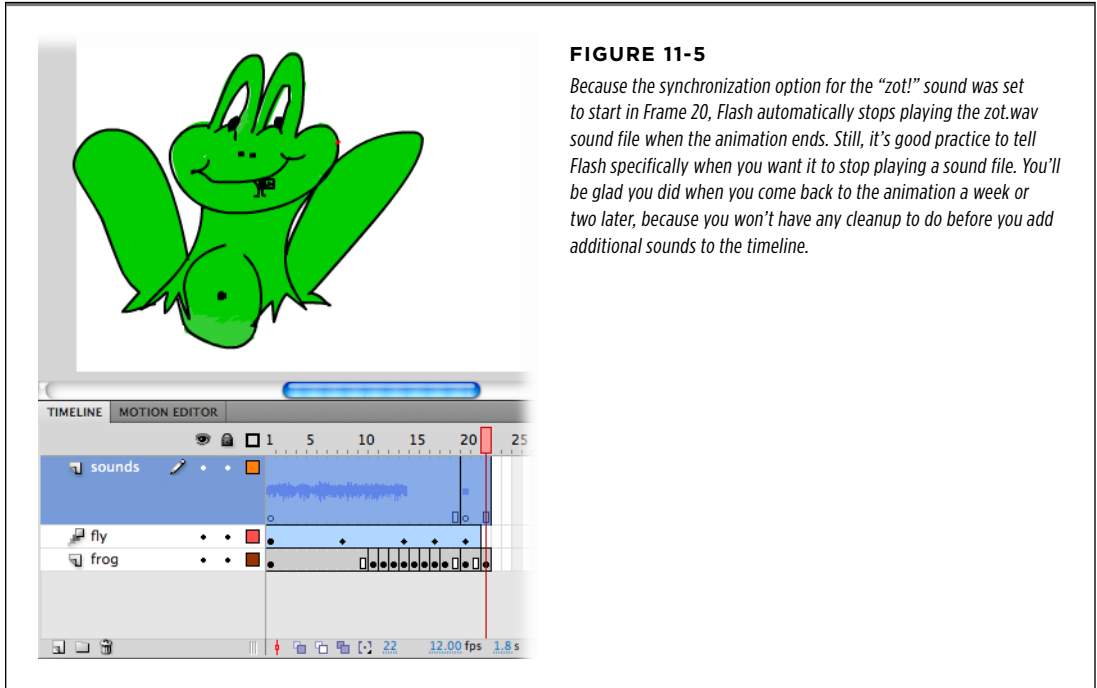 FIGURE 11-5
Because the synchronization option for the “zot!” sound was set
to start in Frame 20, Flash automatically stops playing the zot.wav
sound file when the animation ends. Still, it’s good practice to tell
Flash specifically when you want it to stop playing a sound file. You’ll
be glad you did when you come back to the animation a week or
two later, because you won’t have any cleanup to do before you add
additional sounds to the timeline.
TIMELINE MOTION EDITOR
1 5 10 15 20 25
sounds
fly
frog
22 12.00 fps 1.8 s